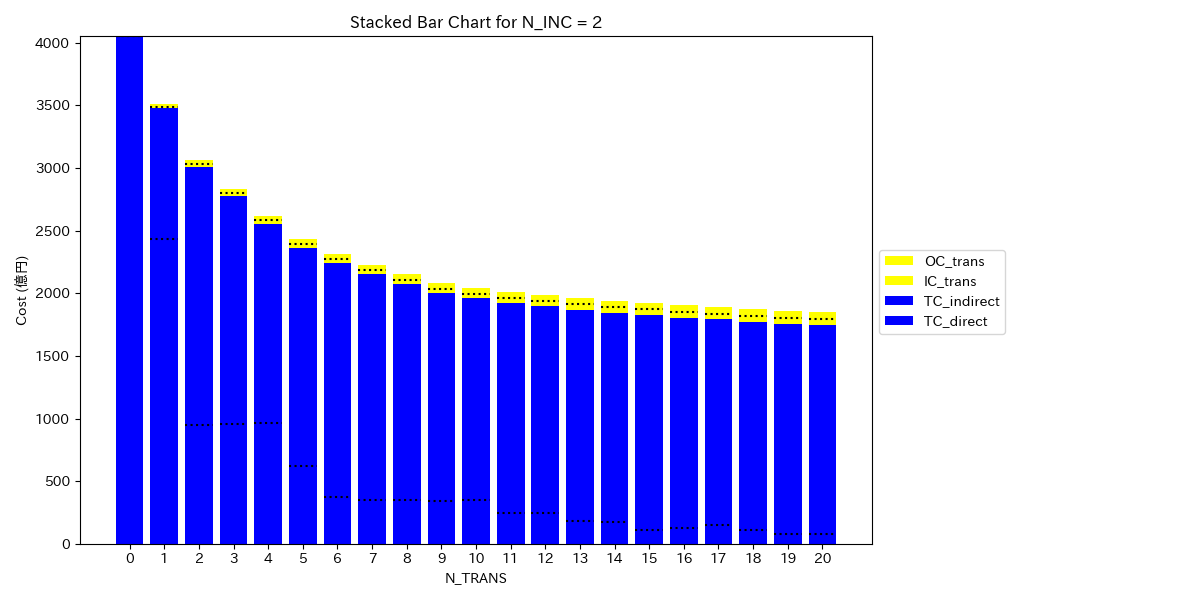 Stacked Bar Chart for N_INC = 2
Cost (億円)
4000
3500
3000
2500
2000
1500
1000
500
0
0 1 2 3 4 5 6 7 8 9 10 11 12 13 14 15 16 17 18 19 20
N_TRANS
OC_trans
IC_trans
TC_indirect
TC_direct